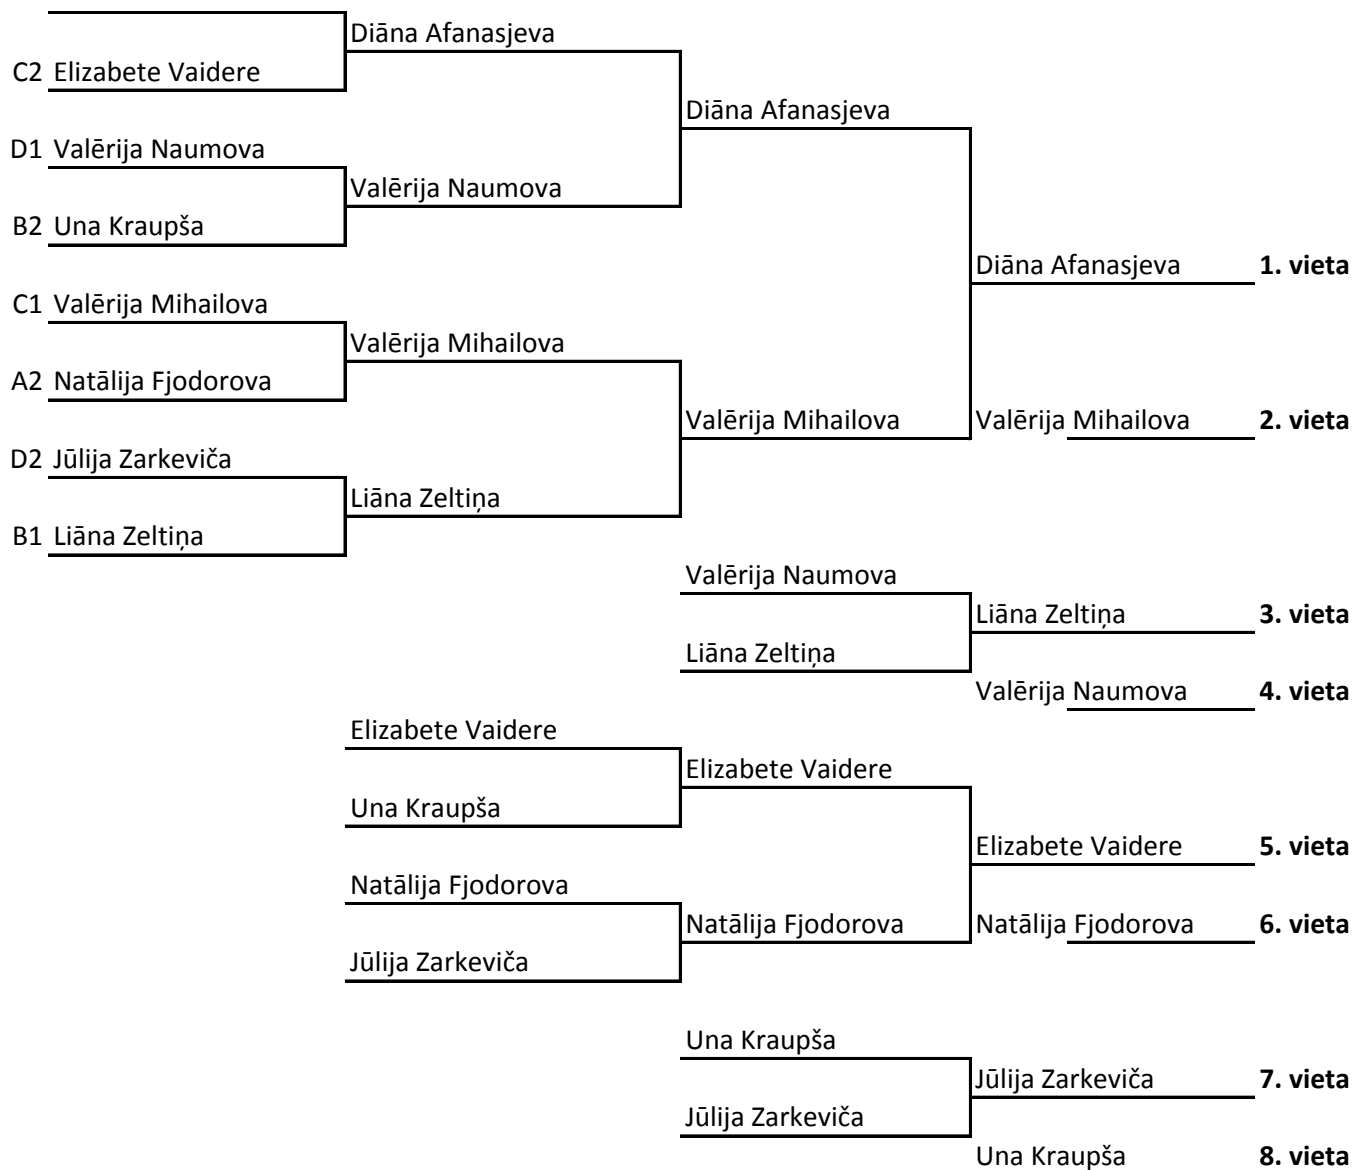 Diāna Afanasjeva
C2 Elizabete Vaidere
Diāna Afanasjeva
D1 Valērija Naumova
Valērija Naumova
B2 Una Kraupša
Diāna Afanasjeva 1. vieta
C1 Valērija Mihailova
Valērija Mihailova
A2 Natālija Fjodorova
Valērija Mihailova Valērija Mihailova 2. vieta
D2 Jūlija Zarkeviča
Liāna Zeltiņa
B1 Liāna Zeltiņa
Valērija Naumova
Liāna Zeltiņa 3. vieta
Liāna Zeltiņa
Valērija Naumova 4. vieta
Elizabete Vaidere
Elizabete Vaidere
Una Kraupša
Elizabete Vaidere 5. vieta
Natālija Fjodorova
Natālija Fjodorova Natālija Fjodorova 6. vieta
Jūlija Zarkeviča
Una Kraupša
Jūlija Zarkeviča 7. vieta
Jūlija Zarkeviča
Una Kraupša 8. vieta